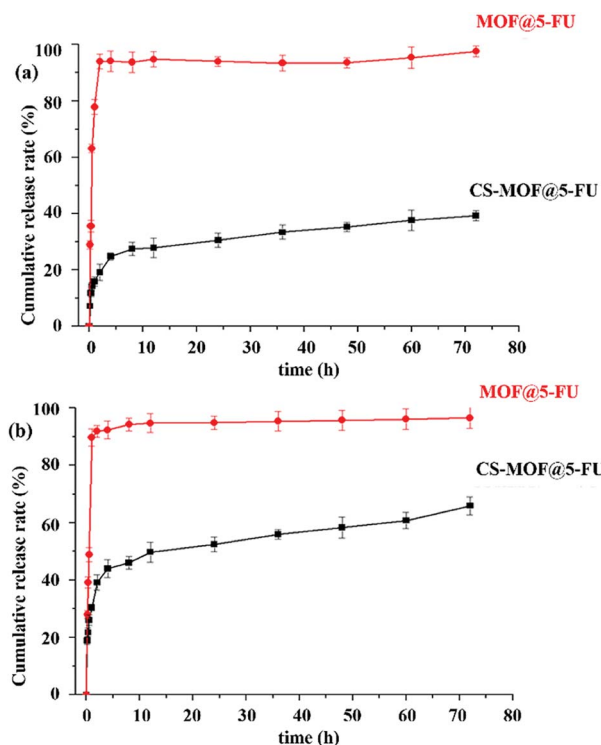 MOF@5-FU
(a)
100
80
60
40
20
0
Cumulative release rate (%)
CS-MOF@5-FU
0 10 20 30 40 50 60 70 80
time (h)
MOF@5-FU
(b)
100
80
60
40
20
0
Cumulative release rate (%)
CS-MOF@5-FU
0 10 20 30 40 50 60 70 80
time (h)